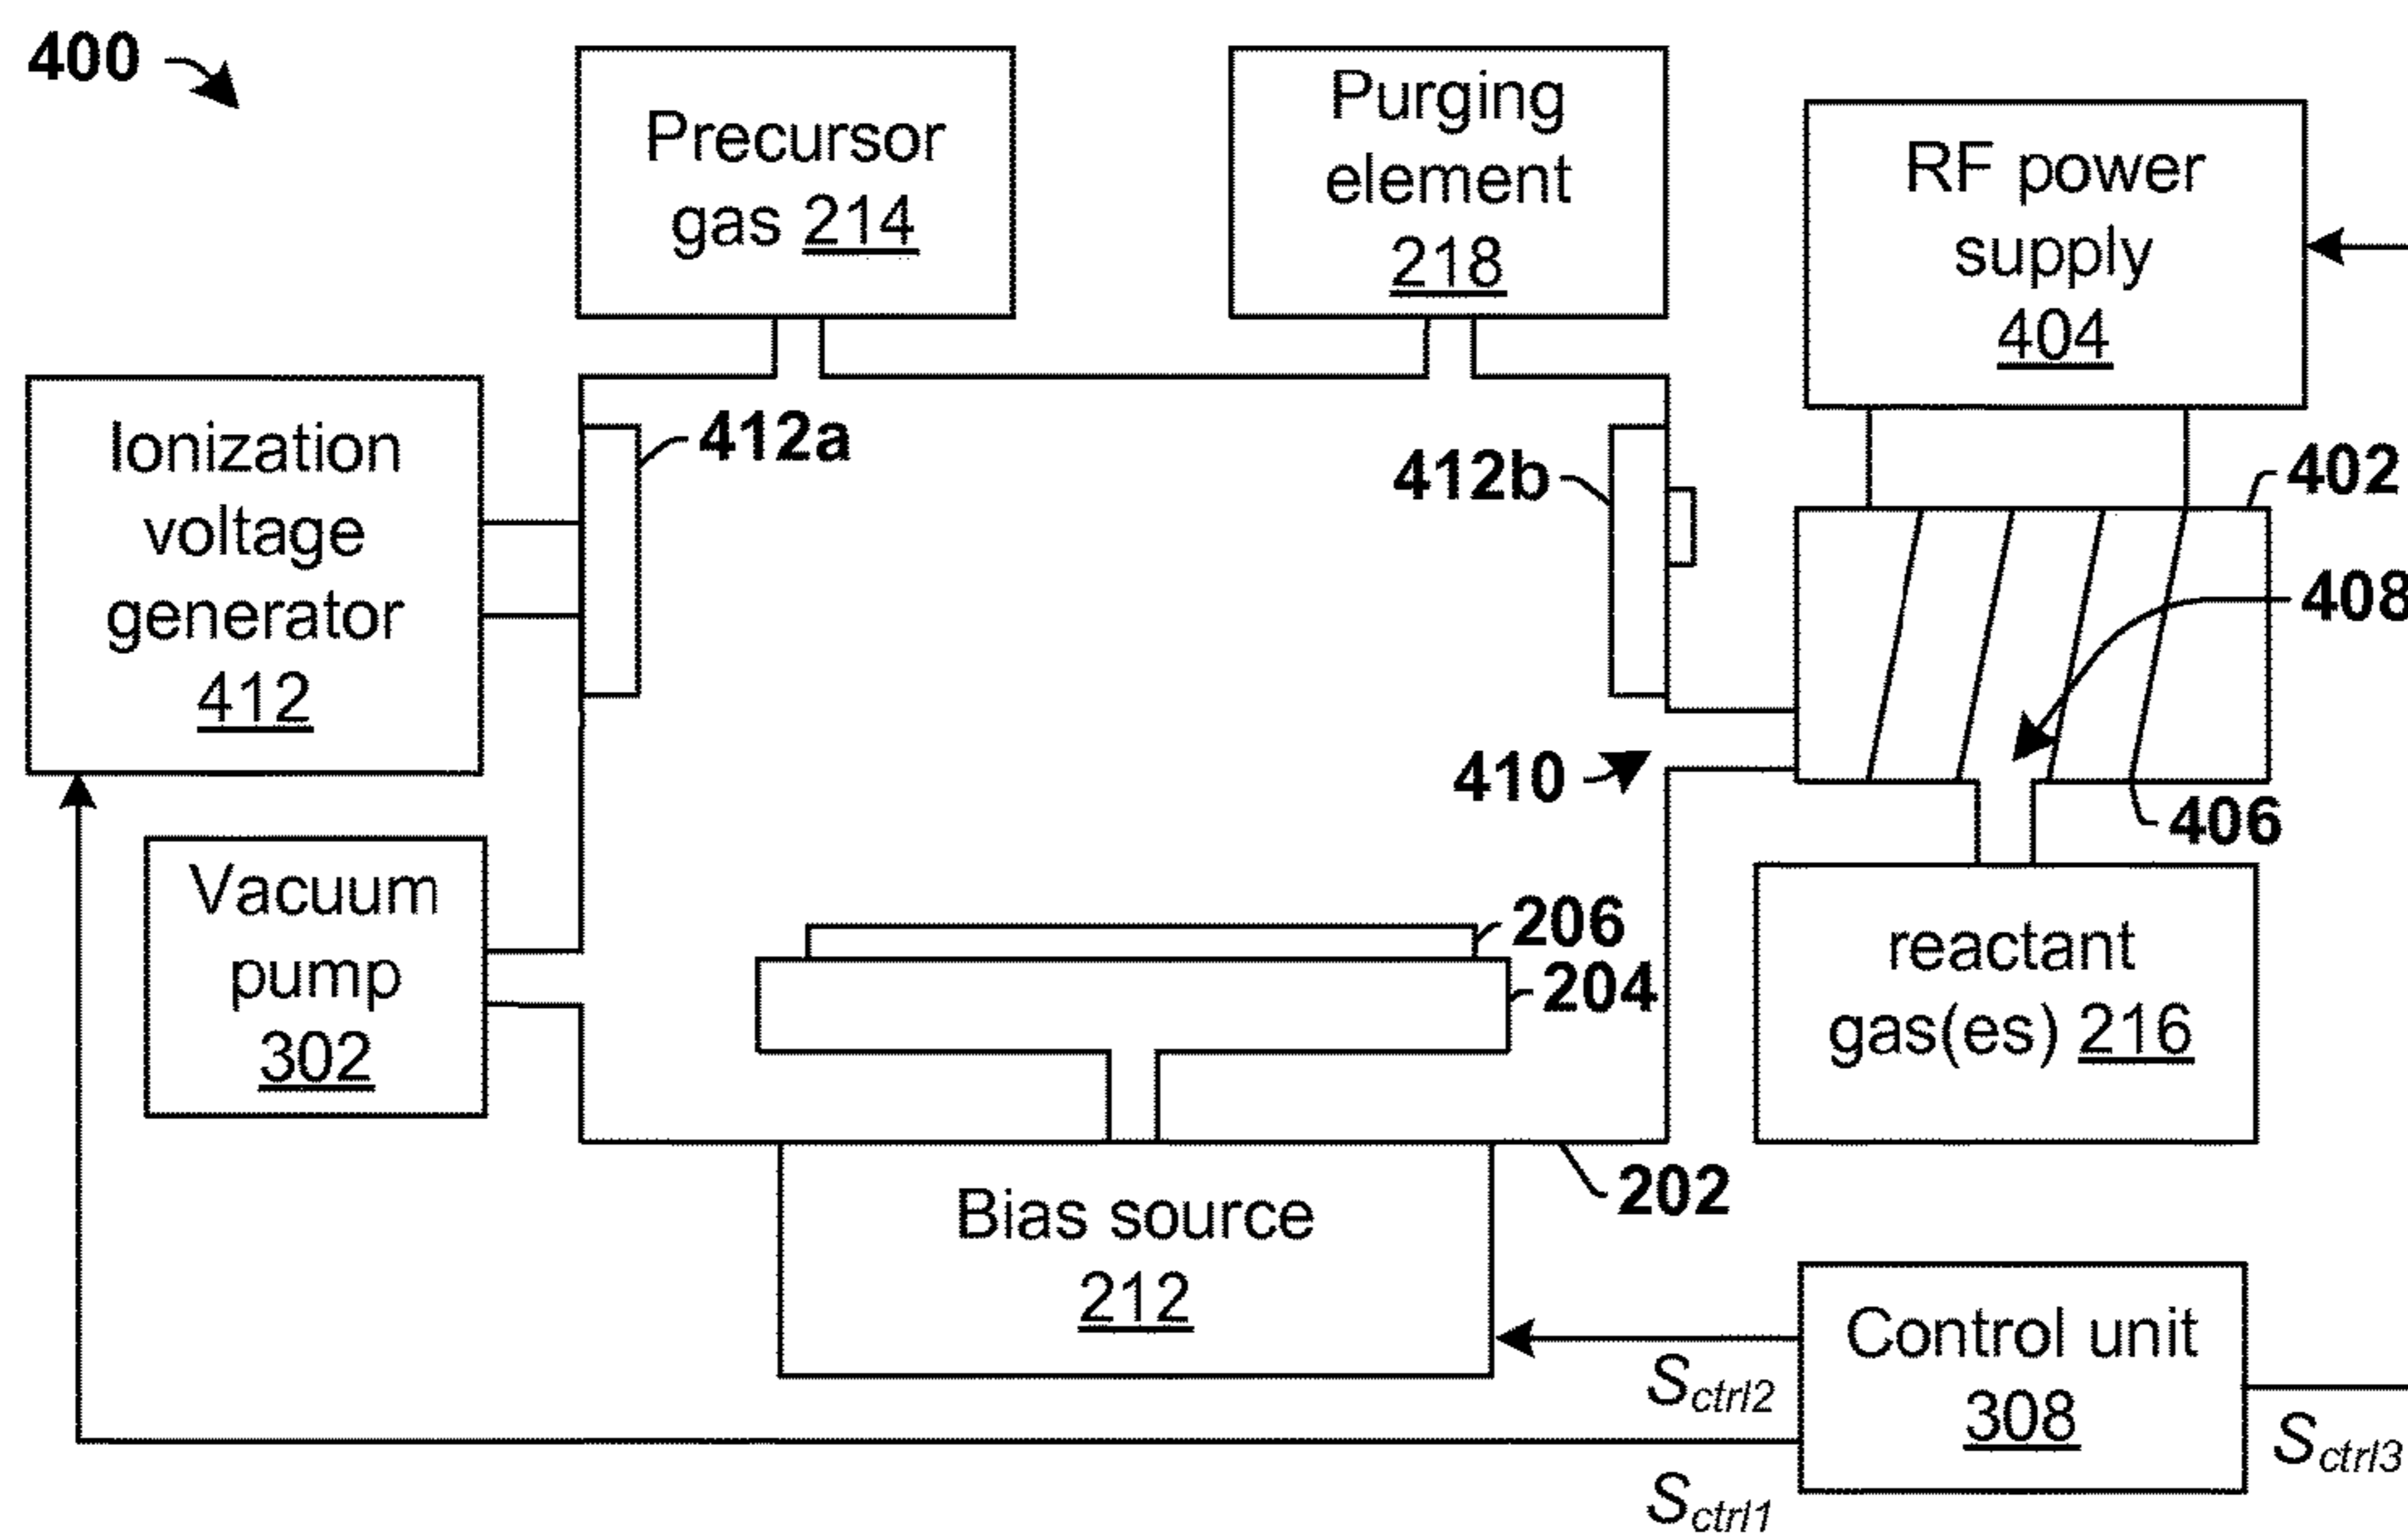 400
Precursor
gas 214
Purging
element
218
RF power
supply
404
Ionization
voltage
generator
412
412a
412b
402
408
410
406
Vacuum
pump
302
206
204
reactant
gas(es) 216
202
Bias source
212
Control unit
308
Sctrl2
Sctrl3
Sctrl1